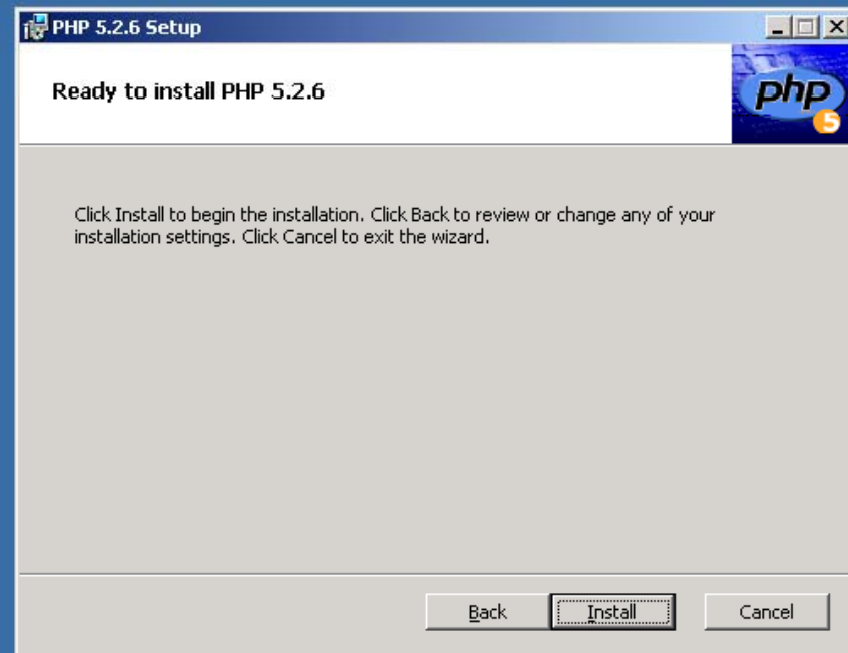 PHP 5.2.6 Setup
Ready to install PHP 5.2.6
php
5
Click Install to begin the installation. Click Back to review or change any of your
installation settings. Click Cancel to exit the wizard.
Back
Install
Cancel